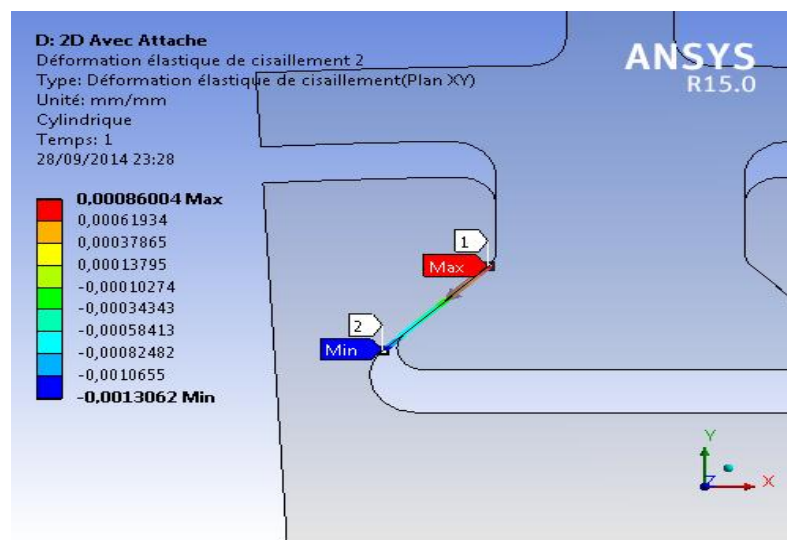 D: 2D Avec Attache
Déformation élastique de cisaillement 2
Type: Déformation élastique de cisaillement(Plan XY)
Unité: mm/mm
Cylindrique
Temps: 1
28/09/2014 23:28
ANSYS
R15.0
0,00086004 Max
0,00061934
0,00037865
0,00013795
-0,00010274
-0,00034343
-0,00058413
-0,00082482
-0,0010655
-0,0013062 Min
1
Max
2
Min
Y
Z
X